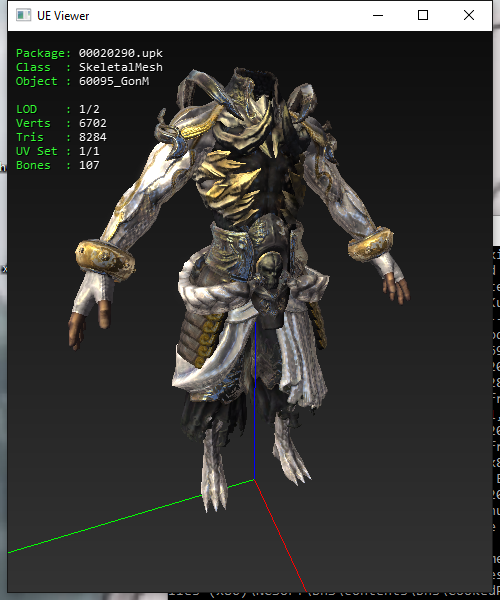 UE Viewer
Package: 00020290.upk
Class : SkeletalMesh
Object : 60095_GonM
LOD : 1/2
Verts : 6702
Tris : 8284
UV Set : 1/1
Bones : 107